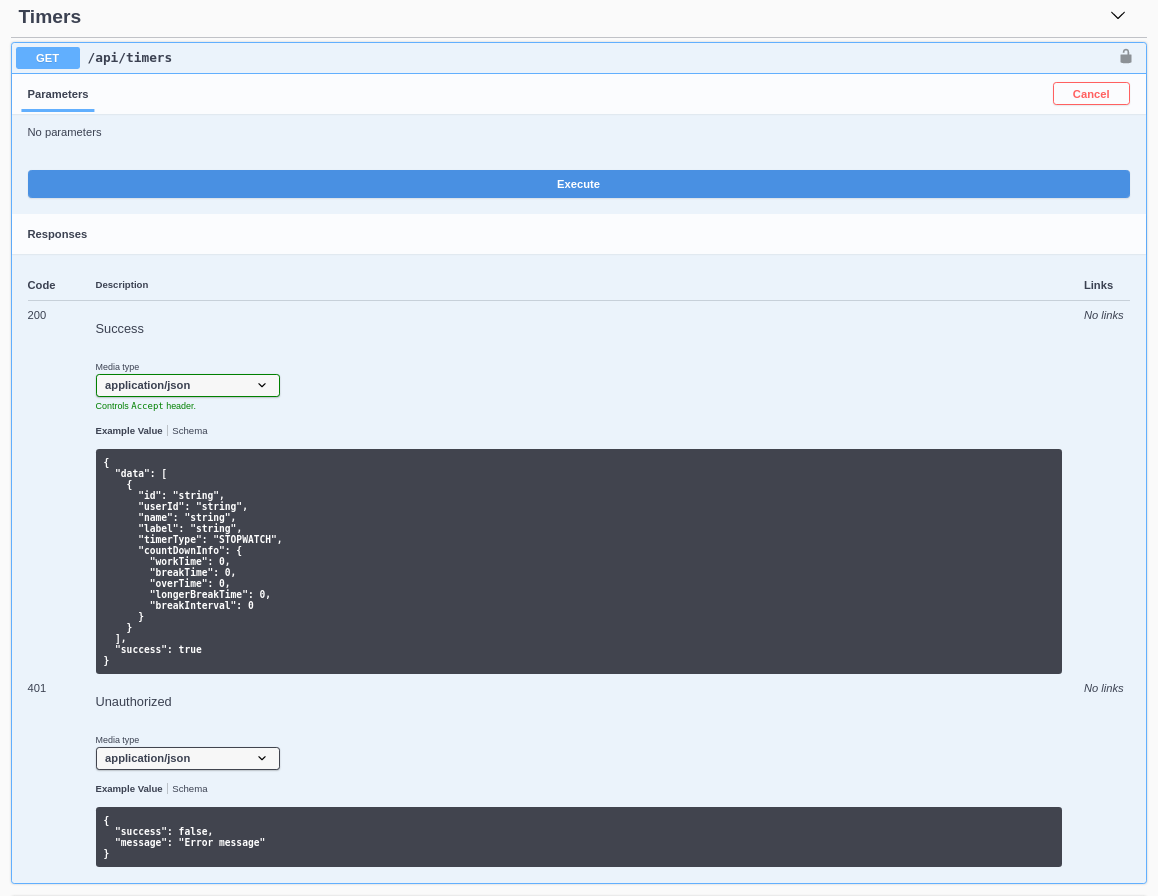 Timers
GET /api/timers
Parameters Cancel
No parameters
Execute
Responses
Code Description Links
200 No links
Success
Media type
application/json
Controls Accept header.
Example Value Schema
{
  "data": [
    {
      "id": "string",
      "userId": "string",
      "name": "string",
      "label": "string",
      "timerType": "STOPWATCH",
      "countDownInfo": {
        "workTime": 0,
        "breakTime": 0,
        "overTime": 0,
        "longerBreakTime": 0,
        "breakInterval": 0
      }
    }
  ],
  "success": true
}
401 No links
Unauthorized
Media type
application/json
Example Value Schema
{
  "success": false,
  "message": "Error message"
}